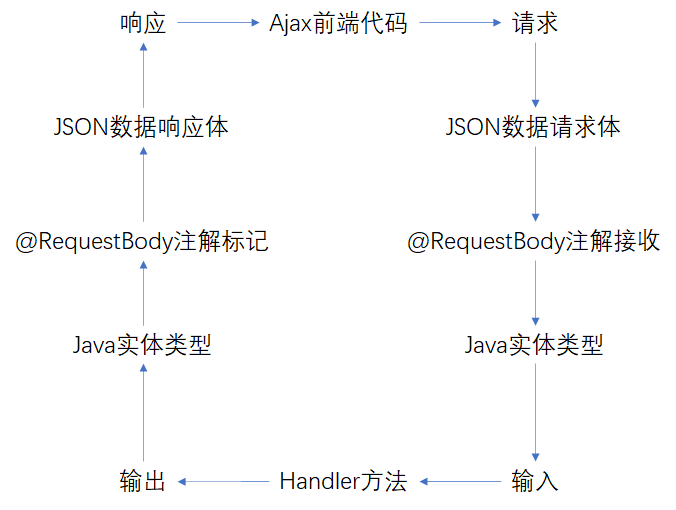 响应 Ajax前端代码 请求
JSON数据响应体 JSON数据请求体
@RequestBody注解标记 @RequestBody注解接收
Java实体类型 Java实体类型
输出 Handler方法 输入